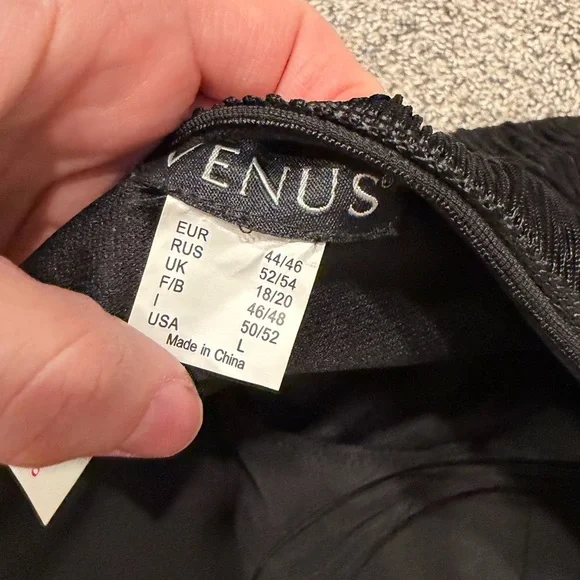 VENUS®
EUR 44/46
RUS 52/54
UK 18/20
F/B 46/48
I 50/52
USA L
Made in China